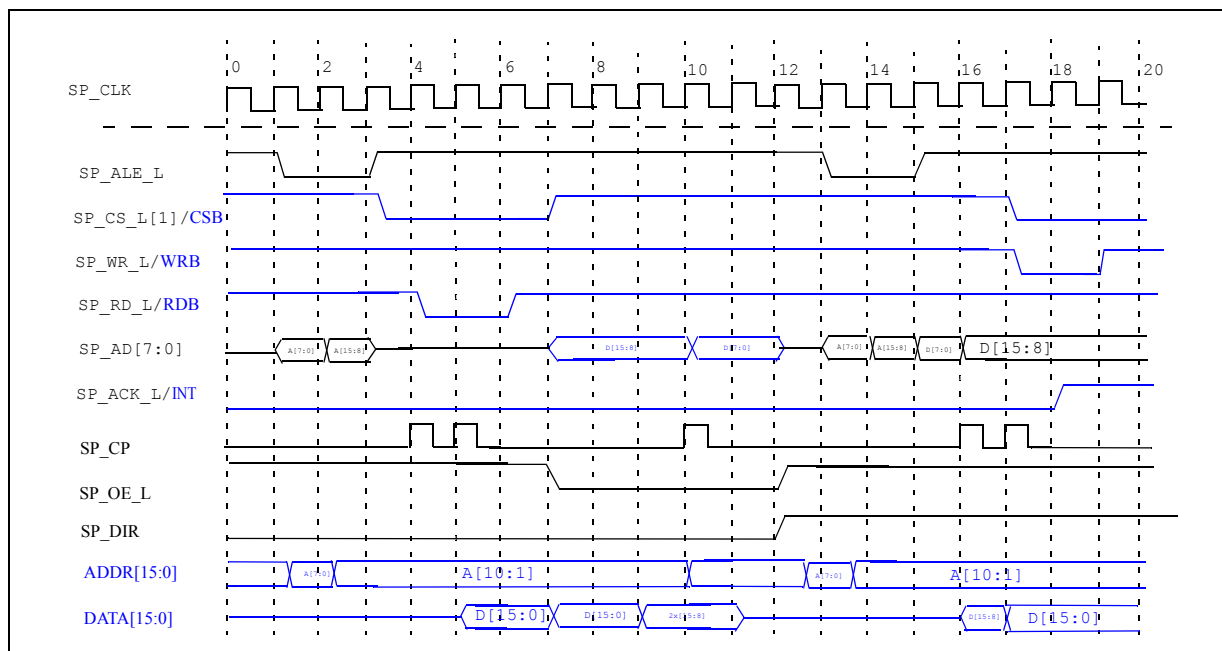 0 2 4 6 8 10 12 14 16 18 20
SP_CLK
SP_ALE_L
SP_CS_L[1]/CSB
SP_WR_L/WRB
SP_RD_L/RDB
SP_AD[7:0] A[7:0] A[15:8] D[15:8] D[7:0] A[7:0] A[15:8] D[7:0] D[15:8]
SP_ACK_L/INT
SP_CP
SP_OE_L
SP_DIR
ADDR[15:0] A[7:0] A[10:1] A[7:0] A[10:1]
DATA[15:0] D[15:0] D[15:0] Zx[15:8] D[15:8] D[15:0]